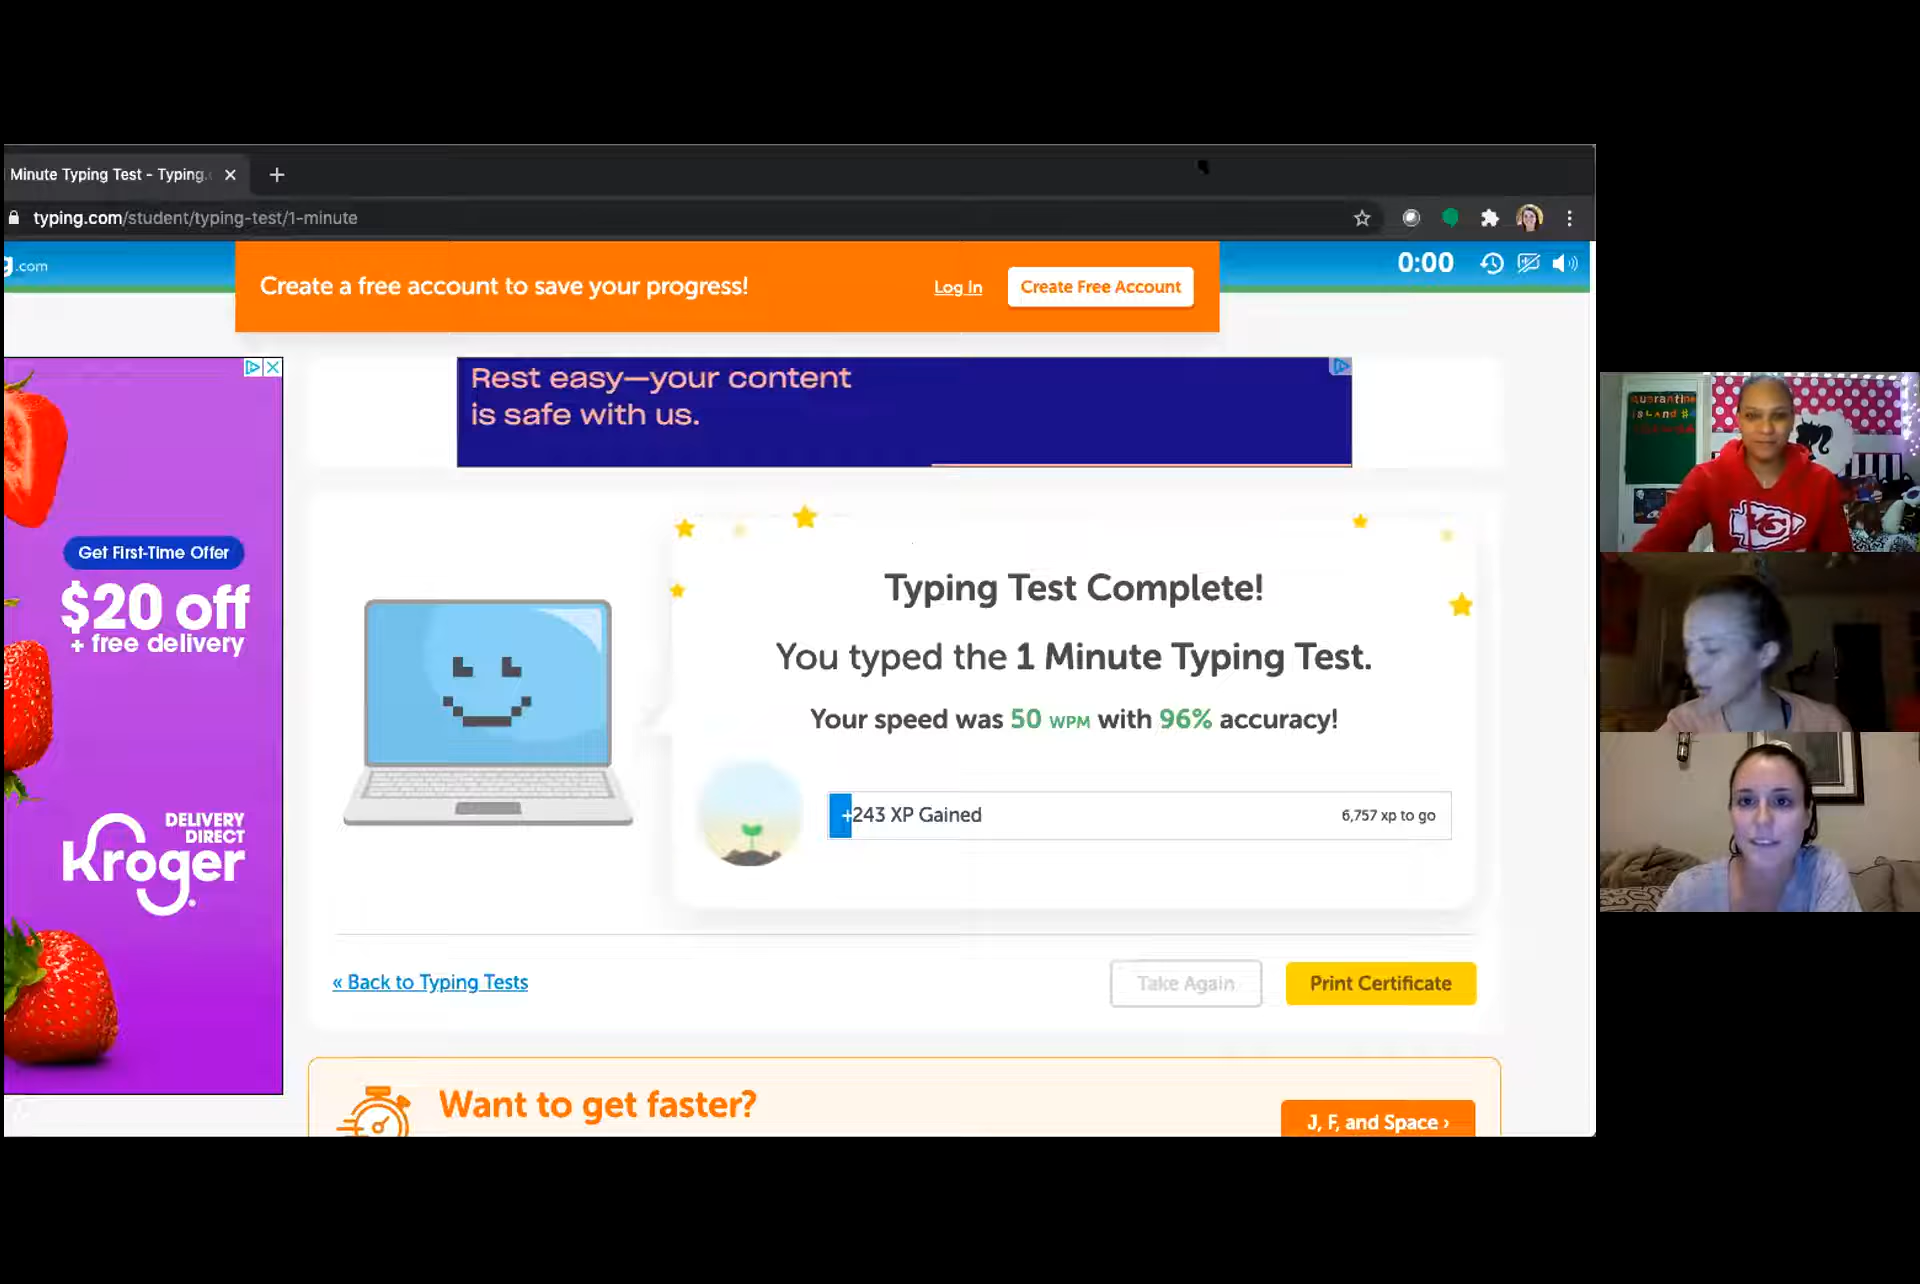 Minute Typing Test - Typing.
typing.com/student/typing-test/1-minute
g.com
Create a free account to save your progress!
Log In
Create Free Account
0:00
Rest easy—your content
is safe with us.
Get First-Time Offer
$20 off
+ free delivery
DELIVERY
DIRECT
Kroger
Typing Test Complete!
You typed the 1 Minute Typing Test.
Your speed was 50 WPM with 96% accuracy!
+243 XP Gained
6,757 xp to go
« Back to Typing Tests
Take Again
Print Certificate
Want to get faster?
J, F, and Space ›
quarantine
island #
KC